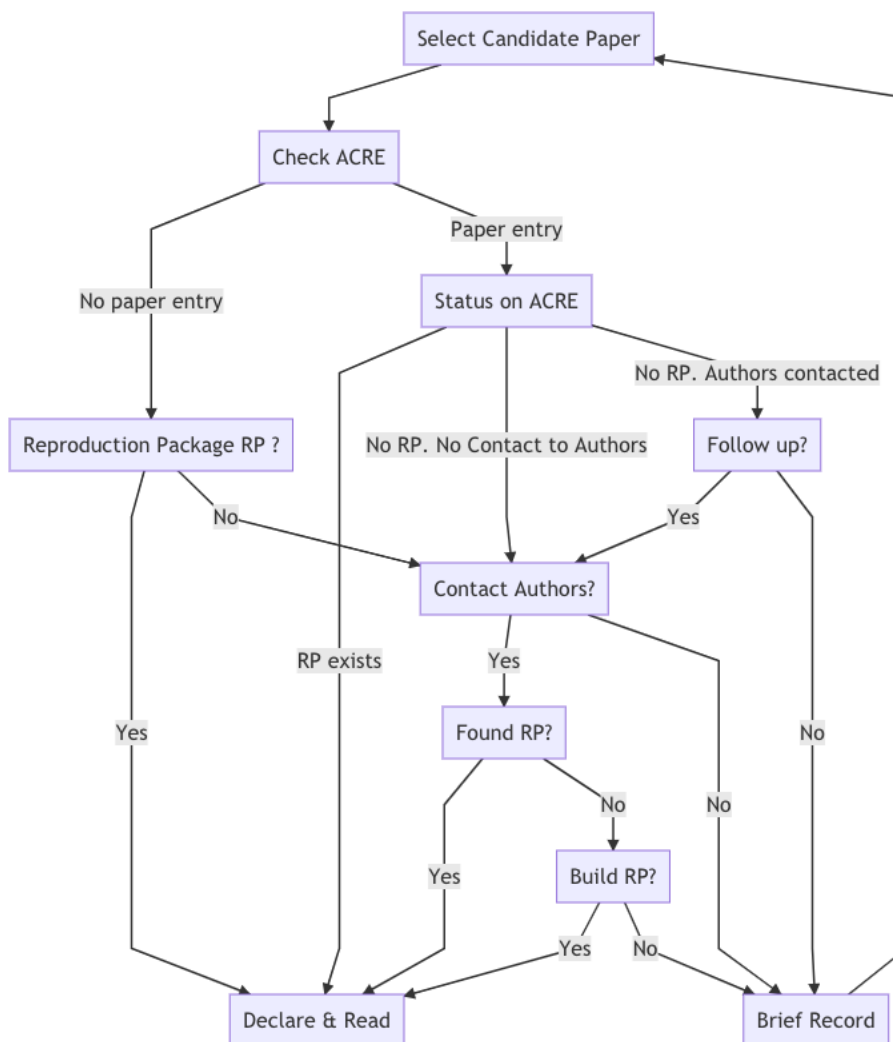 Select Candidate Paper
Check ACRE
Paper entry
No paper entry
Status on ACRE
No RP. Authors contacted
Reproduction Package RP ?
No RP. No Contact to Authors
Follow up?
No
Yes
Contact Authors?
RP exists
Yes
Yes
Found RP?
No
No
No
Yes
Build RP?
Yes
No
Declare & Read
Brief Record